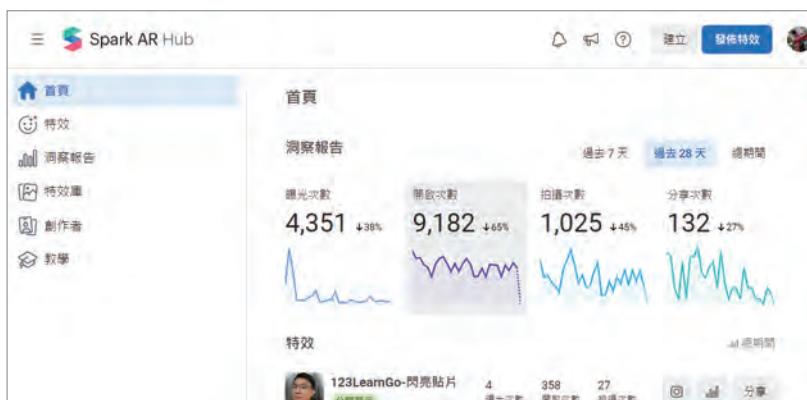 Spark AR Hub
建立
發佈特效
首頁
特效
洞察報告
特效庫
創作者
教學
首頁
洞察報告
過去 7 天
過去 28 天
總期間
曝光次數
開啟次數
拍攝次數
分享次數
4,351 ↓38%
9,182 ↓65%
1,025 ↓45%
132 ↓27%
特效
總期間
123LearnGo-閃亮貼片
4
358
27
分享